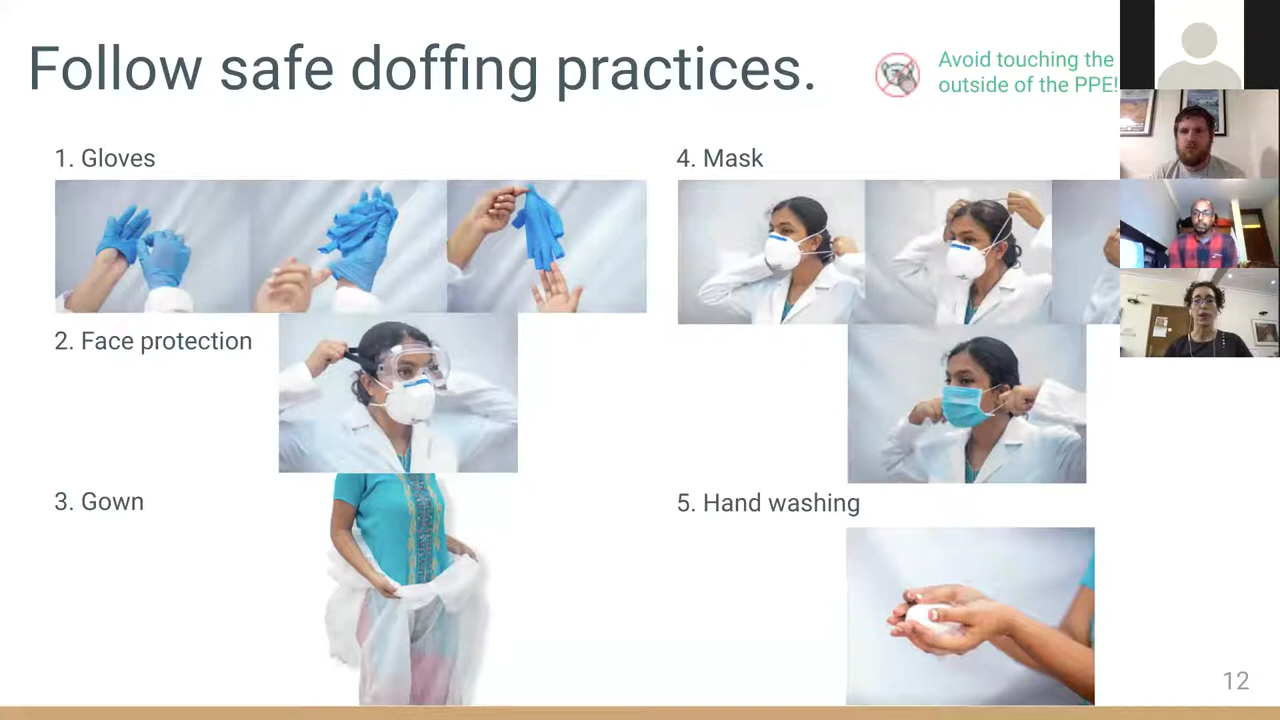 Follow safe doffing practices.
Avoid touching the
outside of the PPE!
1. Gloves
2. Face protection
3. Gown
4. Mask
5. Hand washing
12